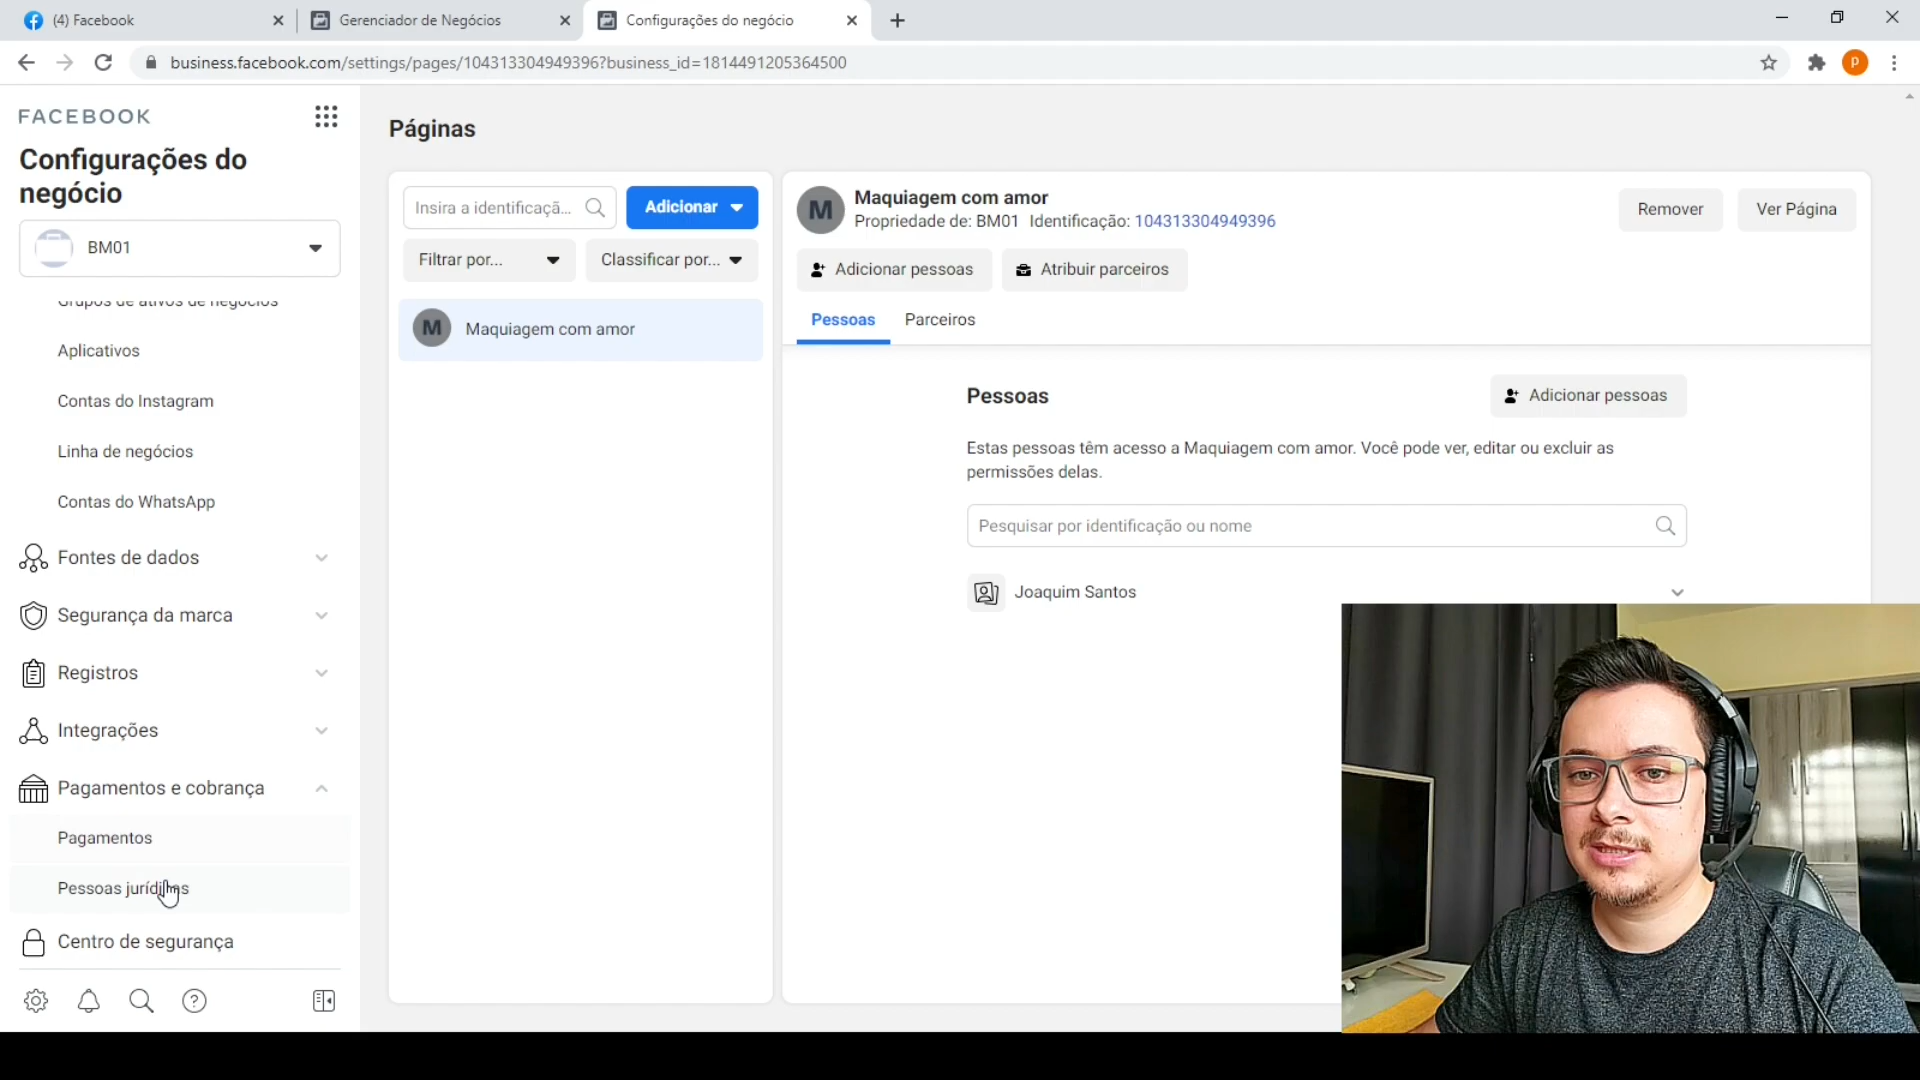 (4) Facebook
Gerenciador de Negócios
Configurações do negócio
business.facebook.com/settings/pages/104313304949396?business_id=1814491205364500
P
FACEBOOK
Configurações do
negócio
BM01
Grupos de ativos de negócios
Aplicativos
Contas do Instagram
Linha de negócios
Contas do WhatsApp
Fontes de dados
Segurança da marca
Registros
Integrações
Pagamentos e cobrança
Pagamentos
Pessoas jurídicas
Centro de segurança
Páginas
Insira a identificaçã...
Adicionar
Filtrar por...
Classificar por...
M
Maquiagem com amor
M
Maquiagem com amor
Propriedade de: BM01 Identificação: 104313304949396
Remover
Ver Página
Adicionar pessoas
Atribuir parceiros
Pessoas
Parceiros
Pessoas
Adicionar pessoas
Estas pessoas têm acesso a Maquiagem com amor. Você pode ver, editar ou excluir as
permissões delas.
Pesquisar por identificação ou nome
Joaquim Santos